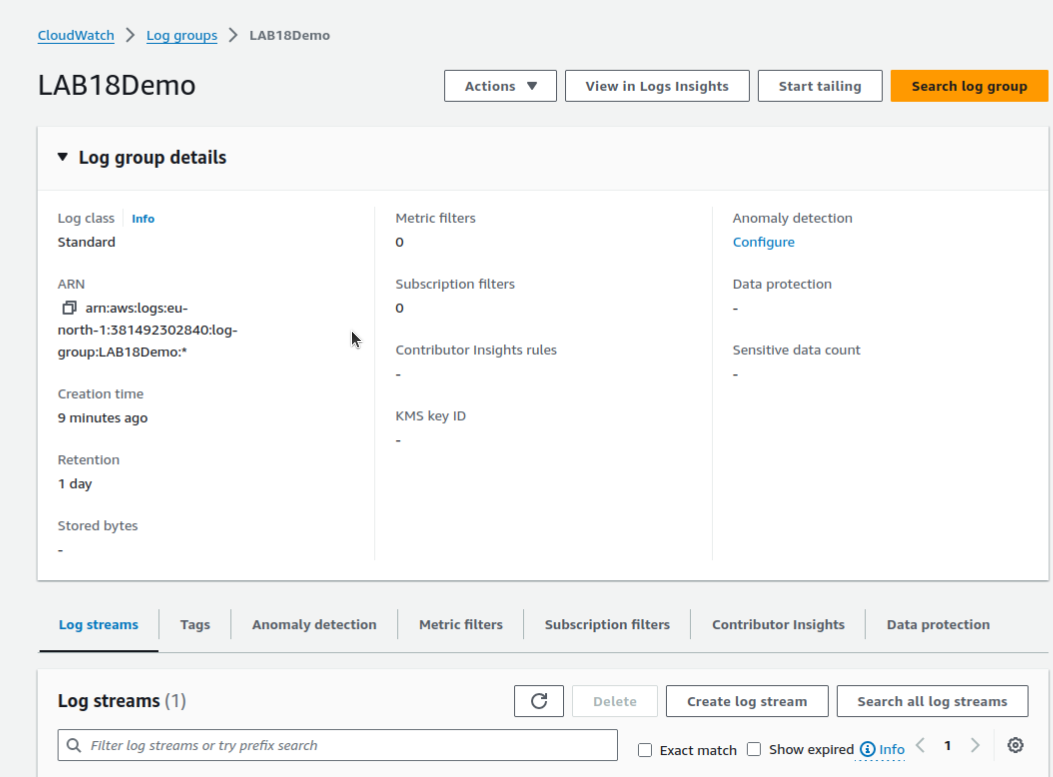 CloudWatch > Log groups > LAB18Demo
LAB18Demo
Actions ▼
View in Logs Insights
Start tailing
Search log group
▼ Log group details
Log class
Info
Standard
ARN
arn:aws:logs:eu-
north-1:381492302840:log-
group:LAB18Demo:*
Creation time
9 minutes ago
Retention
1 day
Stored bytes
-
Metric filters
0
Subscription filters
0
Contributor Insights rules
-
KMS key ID
-
Anomaly detection
Configure
Data protection
-
Sensitive data count
-
Log streams
Tags
Anomaly detection
Metric filters
Subscription filters
Contributor Insights
Data protection
Log streams (1)
Delete
Create log stream
Search all log streams
Filter log streams or try prefix search
Exact match
Show expired
Info
1